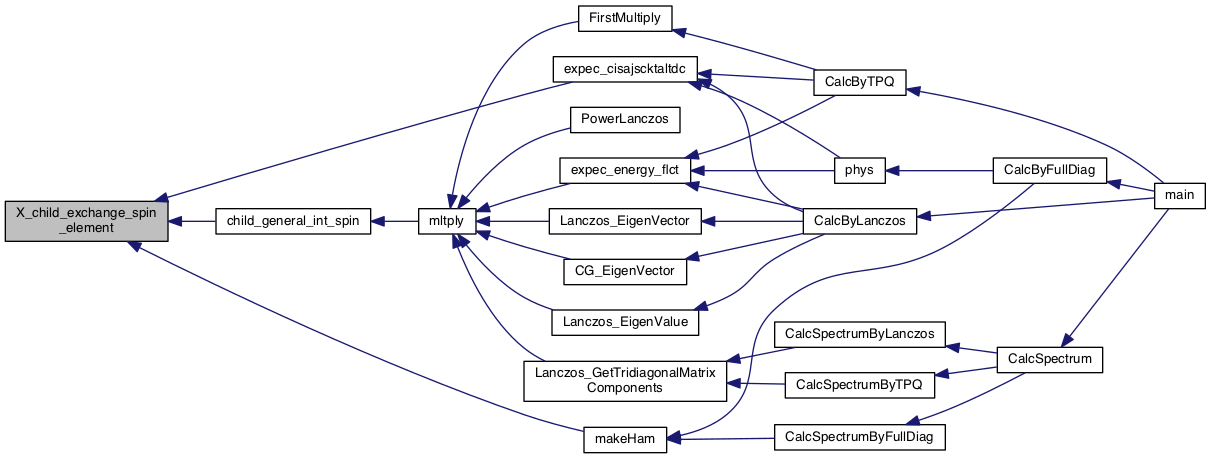 X_child_exchange_spin
_element
child_general_int_spin
mltply
FirstMultiply
expec_cisajscktaltdc
PowerLanczos
expec_energy_flct
Lanczos_EigenVector
CG_EigenVector
Lanczos_EigenValue
Lanczos_GetTridiagonalMatrix
Components
makeHam
CalcByTPQ
phys
CalcByLanczos
CalcSpectrumByLanczos
CalcSpectrumByTPQ
CalcSpectrumByFullDiag
CalcByFullDiag
CalcSpectrum
main